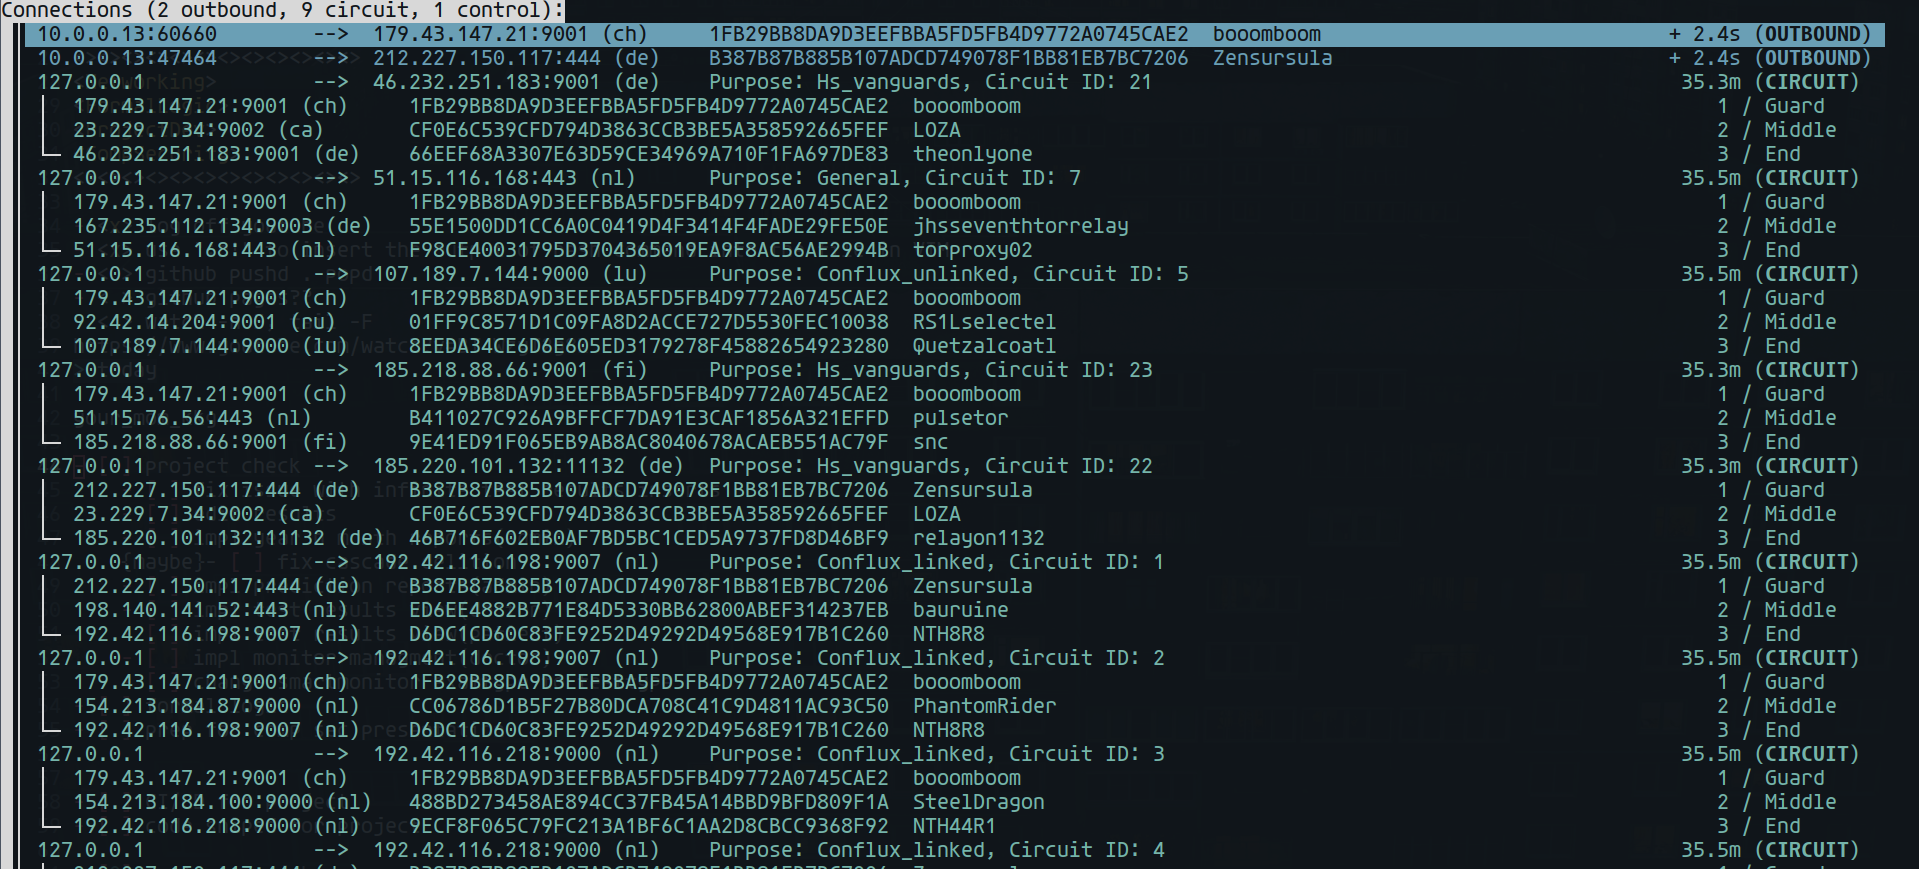 Connections (2 outbound, 9 circuit, 1 control):
10.0.0.13:60660 --> 179.43.147.21:9001 (ch) 1FB29BB8DA9D3EEFBBA5FD5FB4D9772A0745CAE2 booomboom + 2.4s (OUTBOUND)
10.0.0.13:47464 --> 212.227.150.117:444 (de) B387B87B885B107ADCD749078F1BB81EB7BC7206 Zensursula + 2.4s (OUTBOUND)
127.0.0.1 --> 46.232.251.183:9001 (de) Purpose: Hs_vanguards, Circuit ID: 21 35.3m (CIRCUIT)
179.43.147.21:9001 (ch) 1FB29BB8DA9D3EEFBBA5FD5FB4D9772A0745CAE2 booomboom 1 / Guard
23.229.7.34:9002 (ca) CF0E6C539CFD794D3863CCB3BE5A358592665FEF LOZA 2 / Middle
46.232.251.183:9001 (de) 66EEF68A3307E63D59CE34969A710F1FA697DE83 theonlyone 3 / End
127.0.0.1 --> 51.15.116.168:443 (nl) Purpose: General, Circuit ID: 7 35.5m (CIRCUIT)
179.43.147.21:9001 (ch) 1FB29BB8DA9D3EEFBBA5FD5FB4D9772A0745CAE2 booomboom 1 / Guard
167.235.112.134:9003 (de) 55E1500DD1CC6A0C0419D4F3414F4FADE29FE50E jhsseventhtorrelay 2 / Middle
51.15.116.168:443 (nl) F98CE40031795D3704365019EA9F8AC56AE2994B torproxy02 3 / End
127.0.0.1 --> 107.189.7.144:9000 (lu) Purpose: Conflux_unlinked, Circuit ID: 5 35.5m (CIRCUIT)
179.43.147.21:9001 (ch) 1FB29BB8DA9D3EEFBBA5FD5FB4D9772A0745CAE2 booomboom 1 / Guard
92.42.14.204:9001 (ru) 01FF9C8571D1C09FA8D2ACCE727D5530FEC10038 RS1Lselectel 2 / Middle
107.189.7.144:9000 (lu) 8EEDA34CE6D6E605ED3179278F45882654923280 Quetzalcoatl 3 / End
127.0.0.1 --> 185.218.88.66:9001 (fi) Purpose: Hs_vanguards, Circuit ID: 23 35.3m (CIRCUIT)
179.43.147.21:9001 (ch) 1FB29BB8DA9D3EEFBBA5FD5FB4D9772A0745CAE2 booomboom 1 / Guard
51.15.76.56:443 (nl) B411027C926A9BFFCF7DA91E3CAF1856A321EFFD pulsetor 2 / Middle
185.218.88.66:9001 (fi) 9E41ED91F065EB9AB8AC8040678ACAEB551AC79F snc 3 / End
127.0.0.1 --> 185.220.101.132:11132 (de) Purpose: Hs_vanguards, Circuit ID: 22 35.3m (CIRCUIT)
212.227.150.117:444 (de) B387B87B885B107ADCD749078F1BB81EB7BC7206 Zensursula 1 / Guard
23.229.7.34:9002 (ca) CF0E6C539CFD794D3863CCB3BE5A358592665FEF LOZA 2 / Middle
185.220.101.132:11132 (de) 46B716F602EB0AF7BD5BC1CED5A9737FD8D46BF9 relayon1132 3 / End
127.0.0.1 --> 192.42.116.198:9007 (nl) Purpose: Conflux_linked, Circuit ID: 1 35.5m (CIRCUIT)
212.227.150.117:444 (de) B387B87B885B107ADCD749078F1BB81EB7BC7206 Zensursula 1 / Guard
198.140.141.52:443 (nl) ED6EE4882B771E84D5330BB62800ABEF314237EB bauruine 2 / Middle
192.42.116.198:9007 (nl) D6DC1CD60C83FE9252D49292D49568E917B1C260 NTH8R8 3 / End
127.0.0.1 --> 192.42.116.198:9007 (nl) Purpose: Conflux_linked, Circuit ID: 2 35.5m (CIRCUIT)
179.43.147.21:9001 (ch) 1FB29BB8DA9D3EEFBBA5FD5FB4D9772A0745CAE2 booomboom 1 / Guard
154.213.184.87:9000 (nl) CC06786D1B5F27B80DCA708C41C9D4811AC93C50 PhantomRider 2 / Middle
192.42.116.198:9007 (nl) D6DC1CD60C83FE9252D49292D49568E917B1C260 NTH8R8 3 / End
127.0.0.1 --> 192.42.116.218:9000 (nl) Purpose: Conflux_linked, Circuit ID: 3 35.5m (CIRCUIT)
179.43.147.21:9001 (ch) 1FB29BB8DA9D3EEFBBA5FD5FB4D9772A0745CAE2 booomboom 1 / Guard
154.213.184.100:9000 (nl) 488BD273458AE894CC37FB45A14BBD9BFD809F1A SteelDragon 2 / Middle
192.42.116.218:9000 (nl) 9ECF8F065C79FC213A1BF6C1AA2D8CBCC9368F92 NTH44R1 3 / End
127.0.0.1 --> 192.42.116.218:9000 (nl) Purpose: Conflux_linked, Circuit ID: 4 35.5m (CIRCUIT)